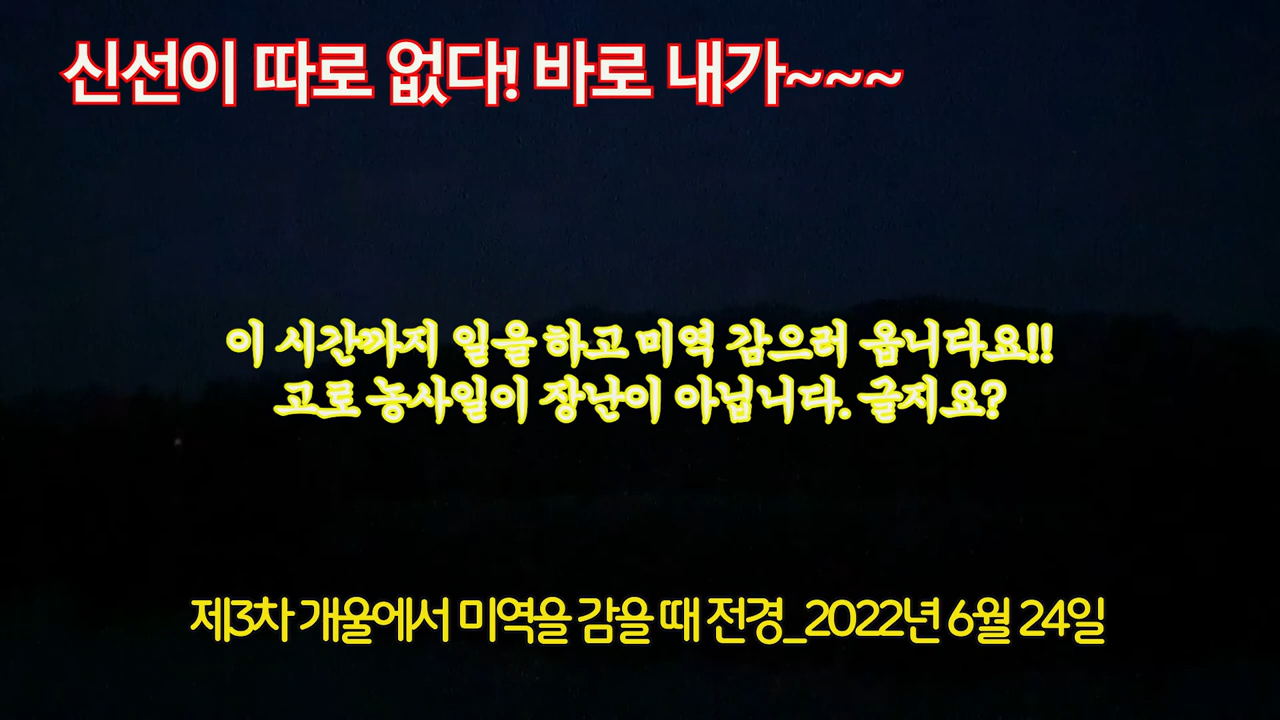 신선이 따로 없다! 바로 내가~~~
이 시간까지 일을 하고 미역 감으러 옵니다요!!
고로 농사일이 장난이 아닙니다. 글지요?
제3차 개울에서 미역을 감을 때 전경_2022년 6월 24일